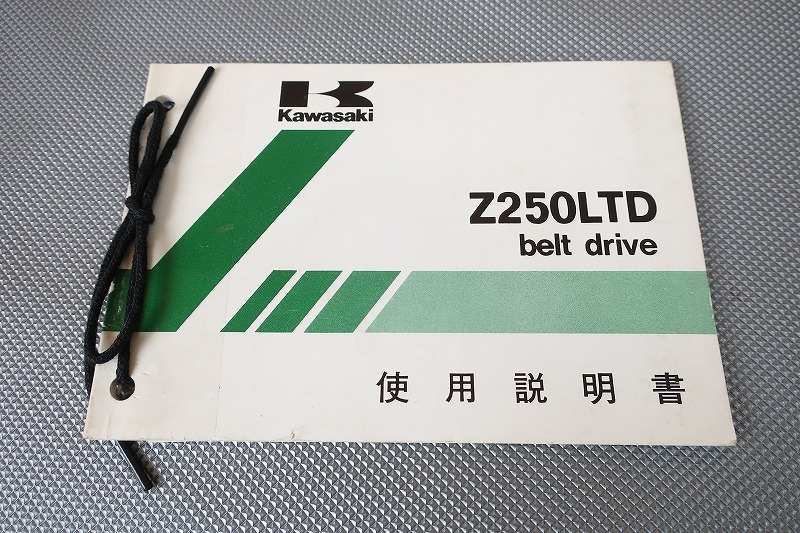 Kawasaki
Z250LTD
belt drive
使用説明書